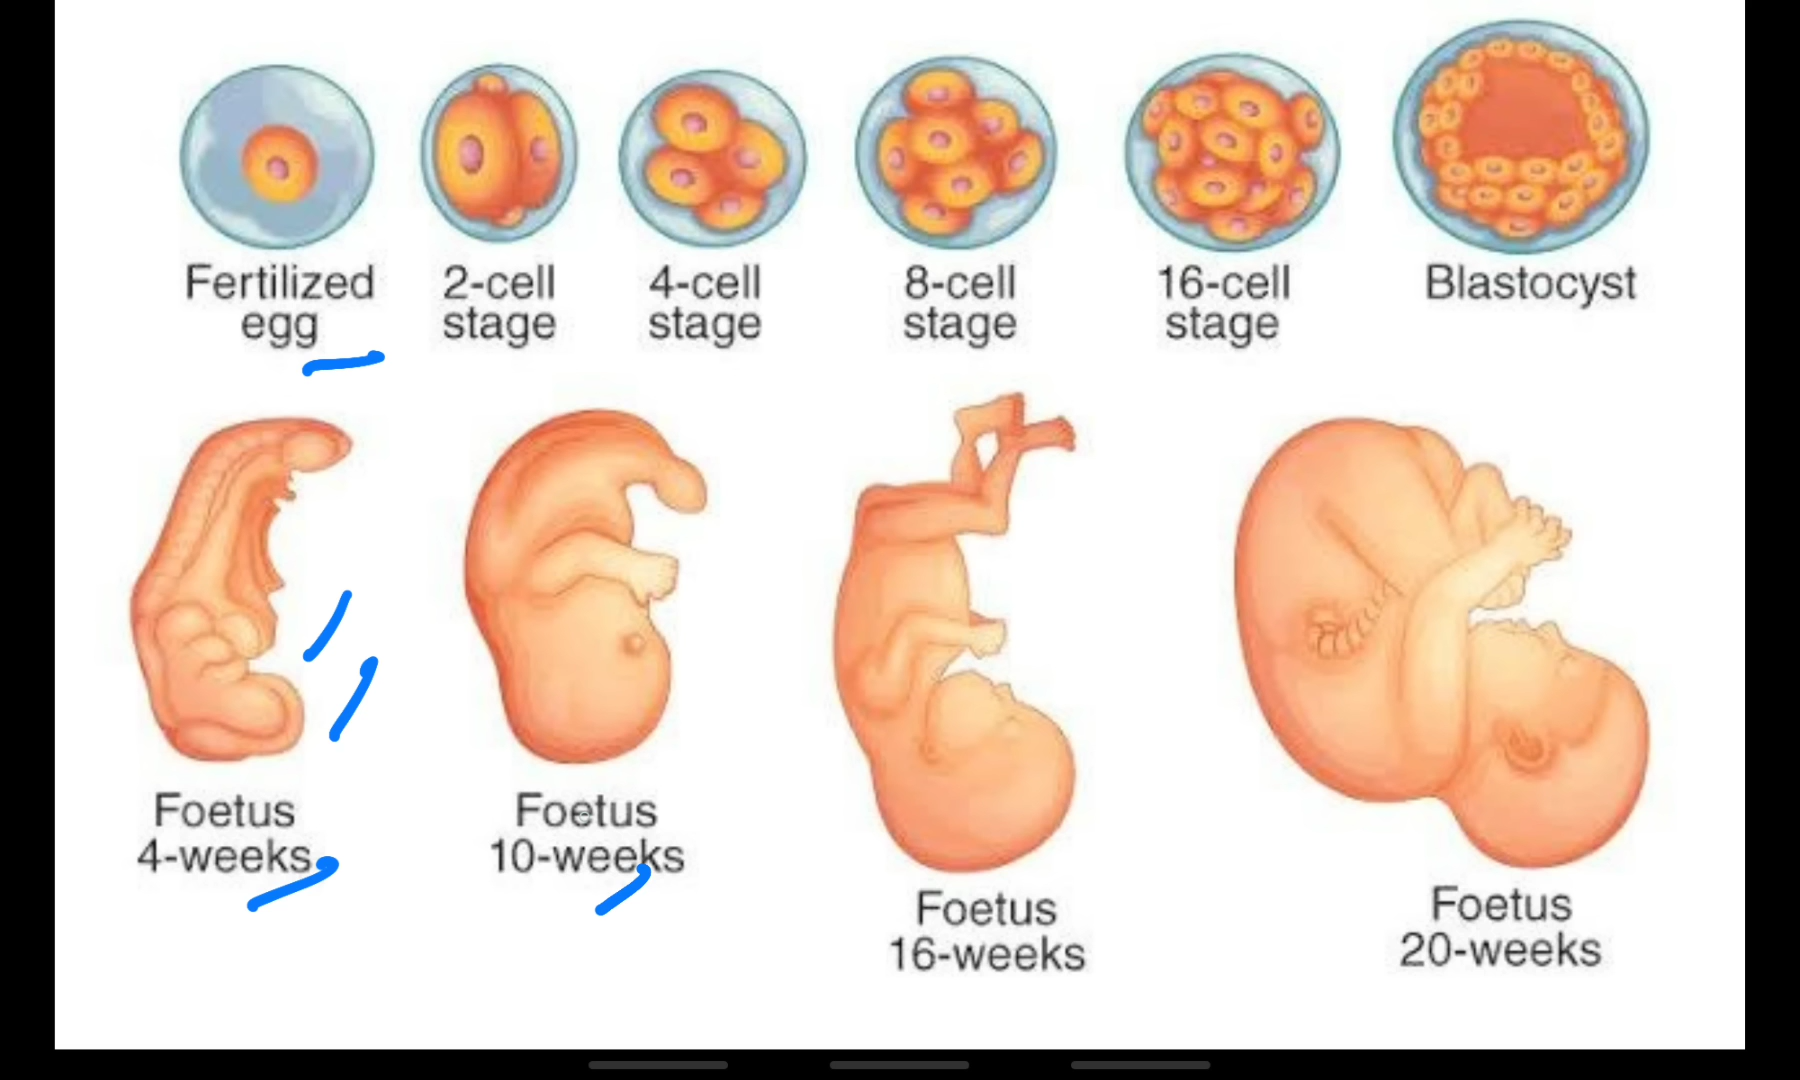 Fertilized
egg
2-cell
stage
4-cell
stage
8-cell
stage
16-cell
stage
Blastocyst
Foetus
4-weeks
Foetus
10-weeks
Foetus
16-weeks
Foetus
20-weeks